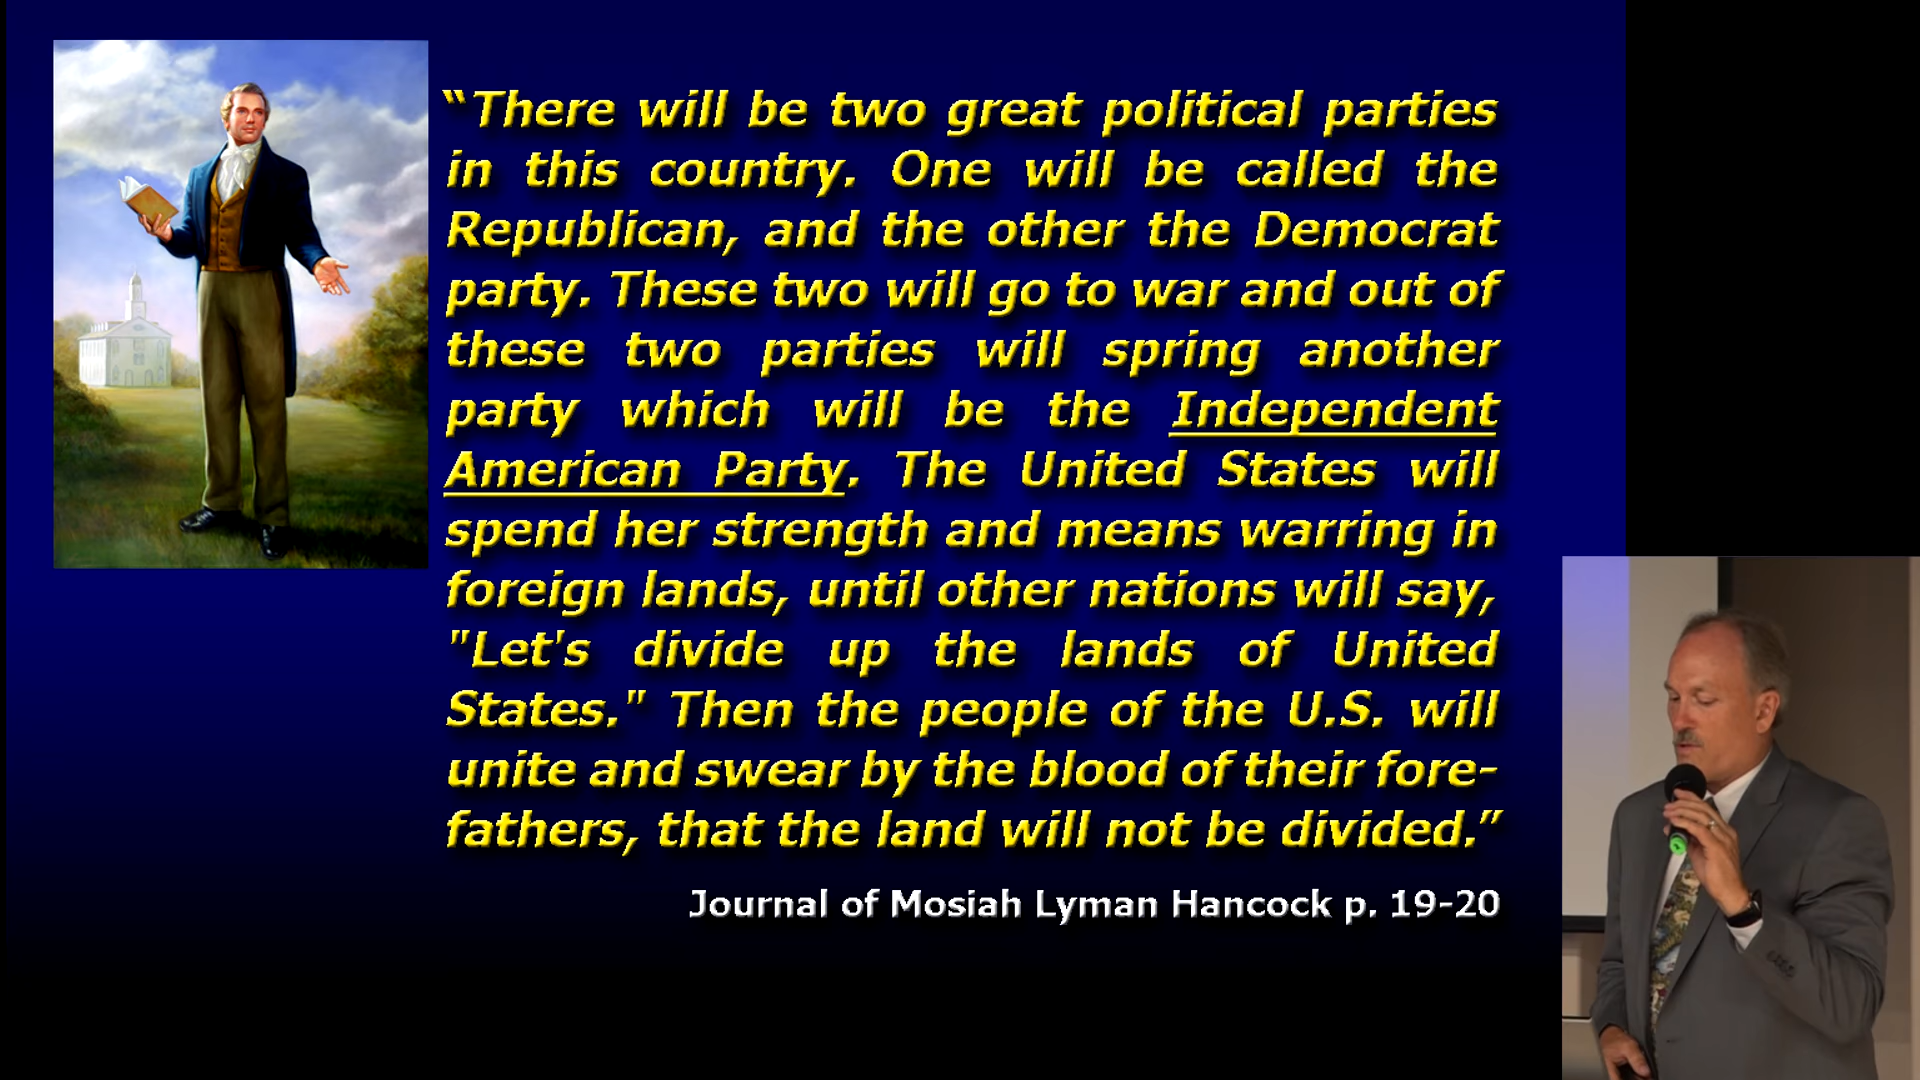 “There will be two great political parties
in this country. One will be called the
Republican, and the other the Democrat
party. These two will go to war and out of
these two parties will spring another
party which will be the Independent
American Party. The United States will
spend her strength and means warring in
foreign lands, until other nations will say,
"Let's divide up the lands of United
States." Then the people of the U.S. will
unite and swear by the blood of their fore-
fathers, that the land will not be divided.”
Journal of Mosiah Lyman Hancock p. 19-20